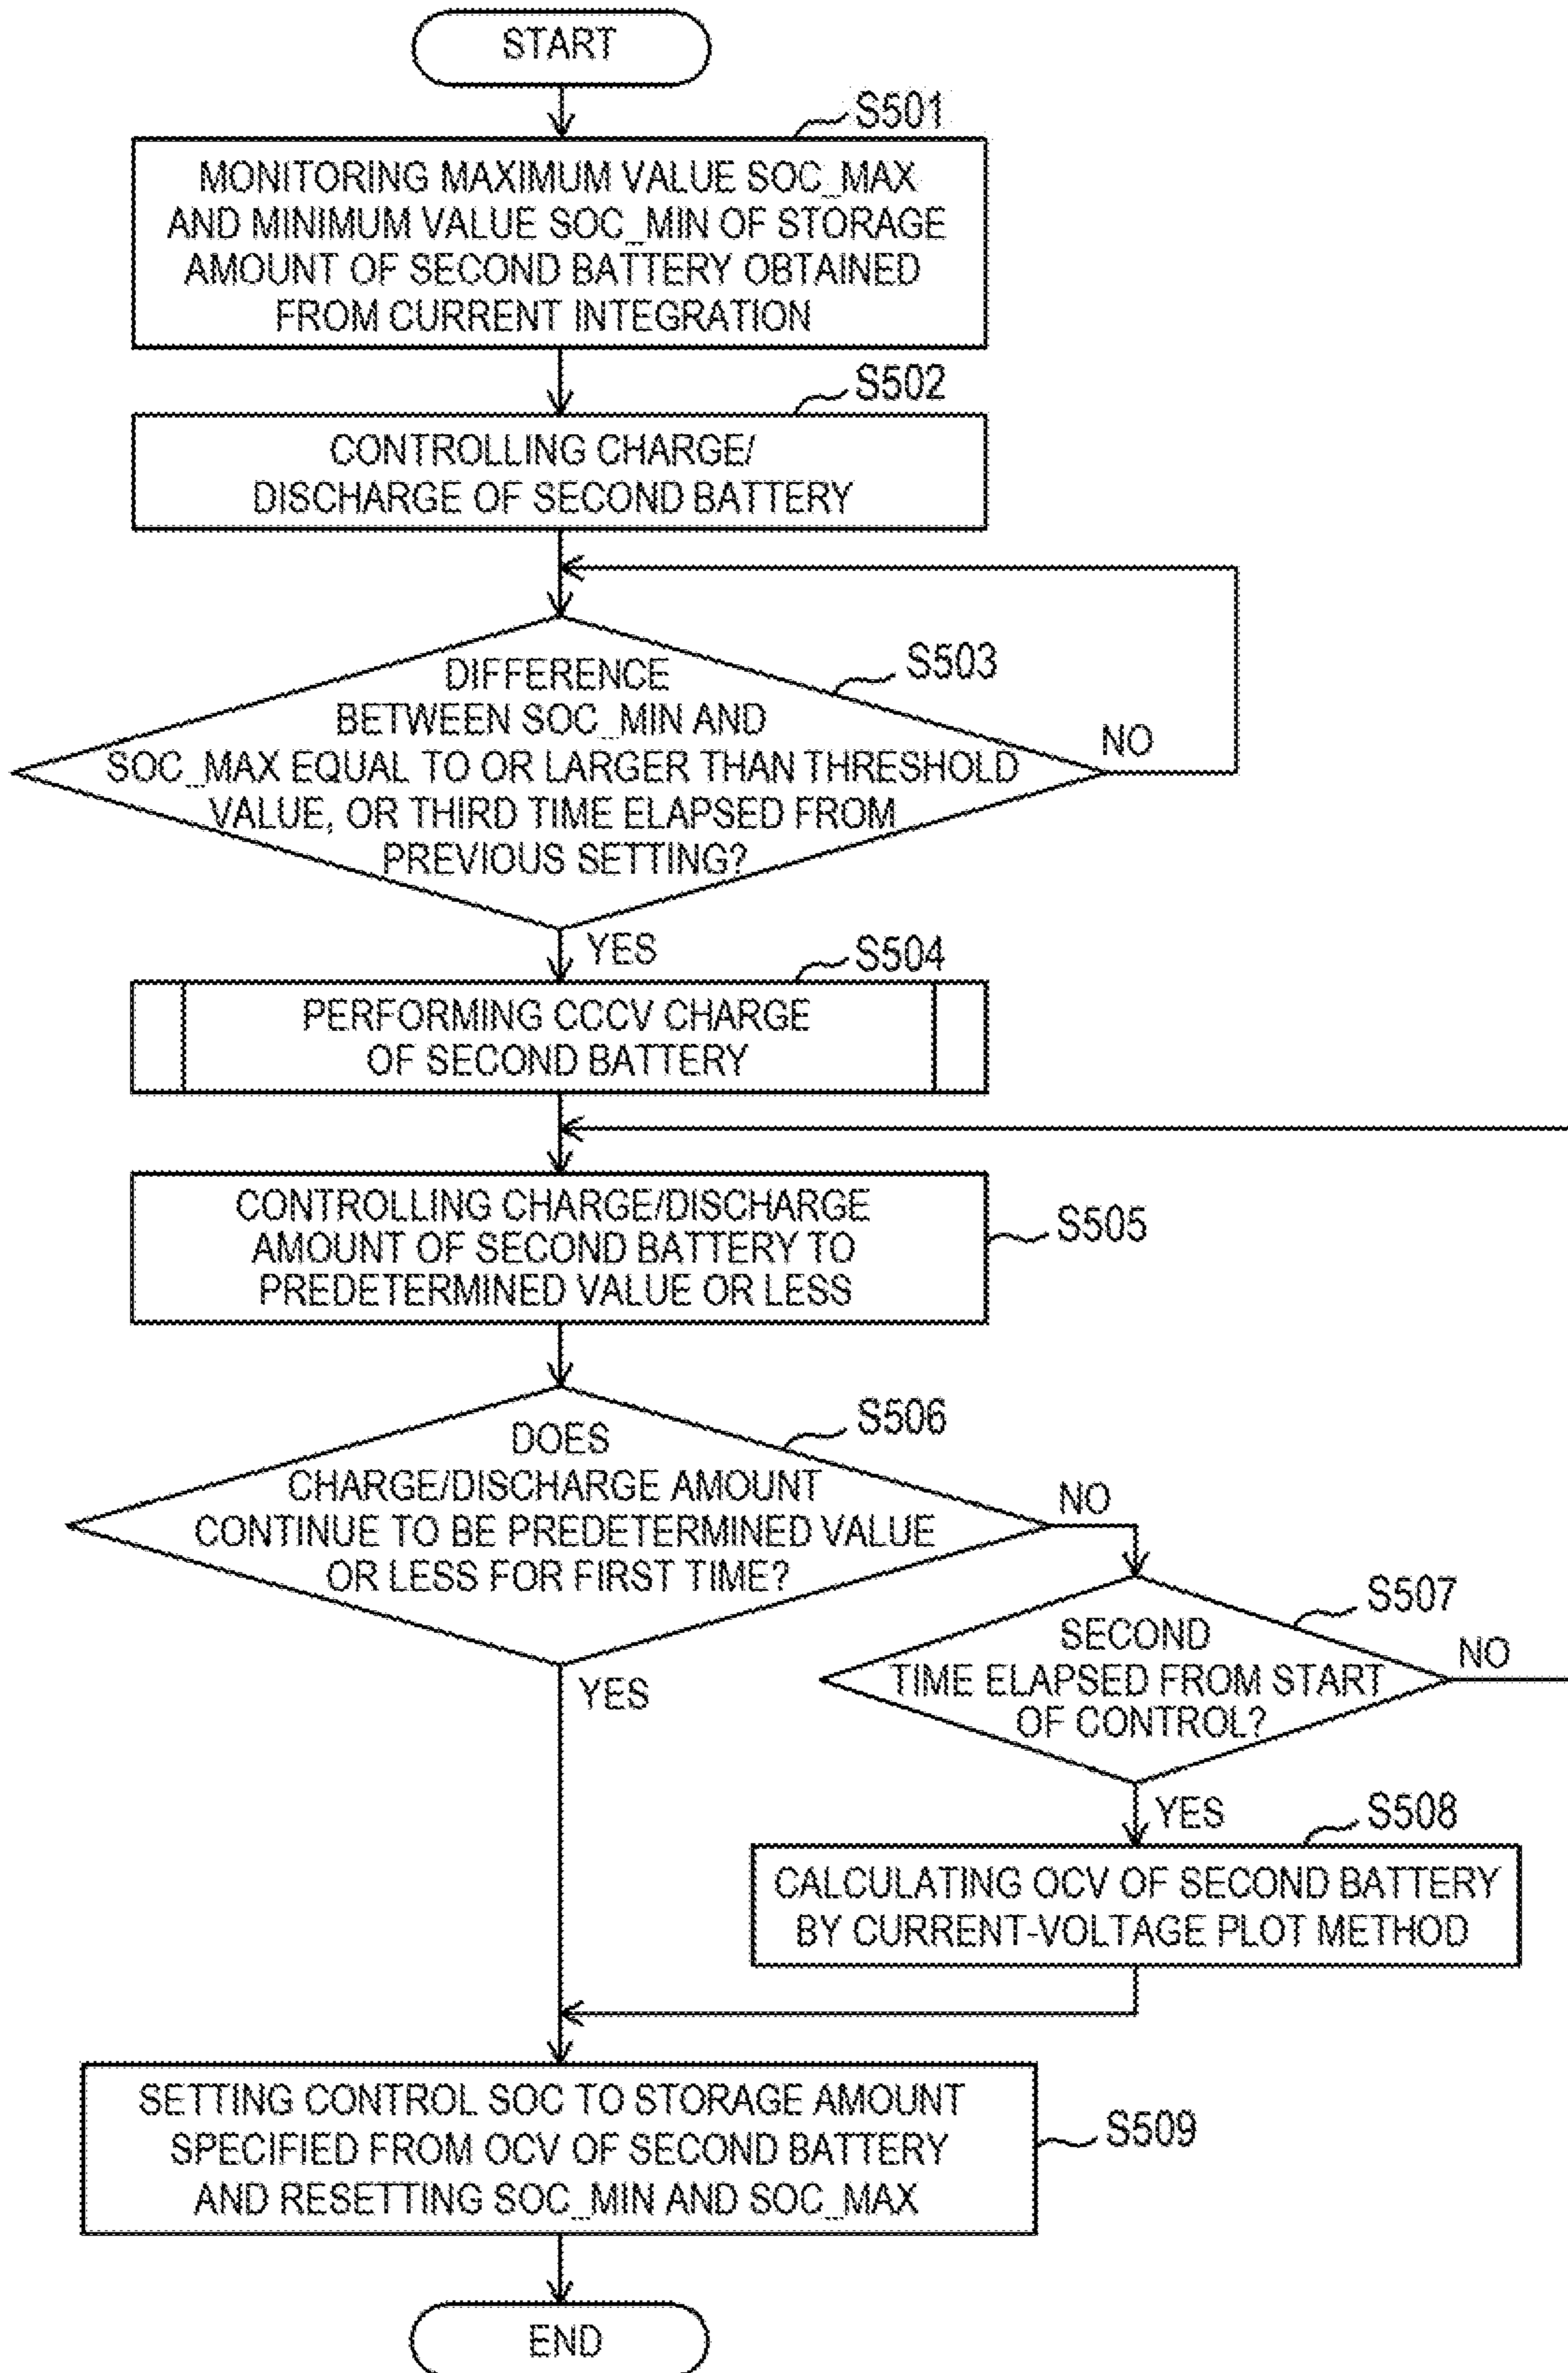 START
S501
MONITORING MAXIMUM VALUE SOC_MAX
AND MINIMUM VALUE SOC_MIN OF STORAGE
AMOUNT OF SECOND BATTERY OBTAINED
FROM CURRENT INTEGRATION
S502
CONTROLLING CHARGE/
DISCHARGE OF SECOND BATTERY
S503
DIFFERENCE
BETWEEN SOC_MIN AND
SOC_MAX EQUAL TO OR LARGER THAN THRESHOLD
VALUE, OR THIRD TIME ELAPSED FROM
PREVIOUS SETTING?
NO
YES
S504
PERFORMING CCCV CHARGE
OF SECOND BATTERY
CONTROLLING CHARGE/DISCHARGE
AMOUNT OF SECOND BATTERY TO
PREDETERMINED VALUE OR LESS
S505
S506
DOES
CHARGE/DISCHARGE AMOUNT
CONTINUE TO BE PREDETERMINED VALUE
OR LESS FOR FIRST TIME?
NO
YES
S507
SECOND
TIME ELAPSED FROM START
OF CONTROL?
NO
YES
S508
CALCULATING OCV OF SECOND BATTERY
BY CURRENT-VOLTAGE PLOT METHOD
SETTING CONTROL SOC TO STORAGE AMOUNT
SPECIFIED FROM OCV OF SECOND BATTERY
AND RESETTING SOC_MIN AND SOC_MAX
S509
END